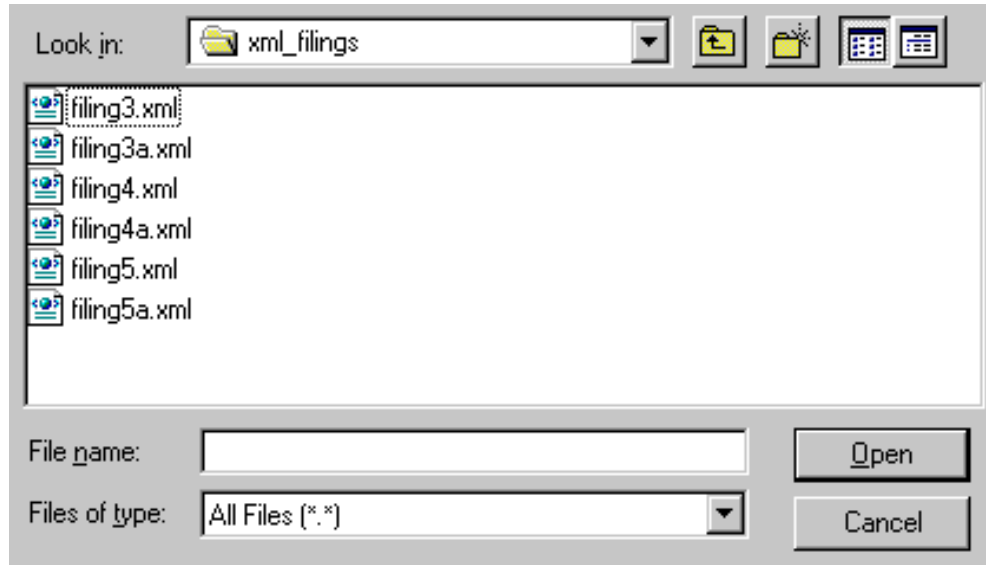 Look in: xml_filings
filing3.xml
filing3a.xml
filing4.xml
filing4a.xml
filing5.xml
filing5a.xml
File name: Open
Files of type: All Files (*.*) Cancel